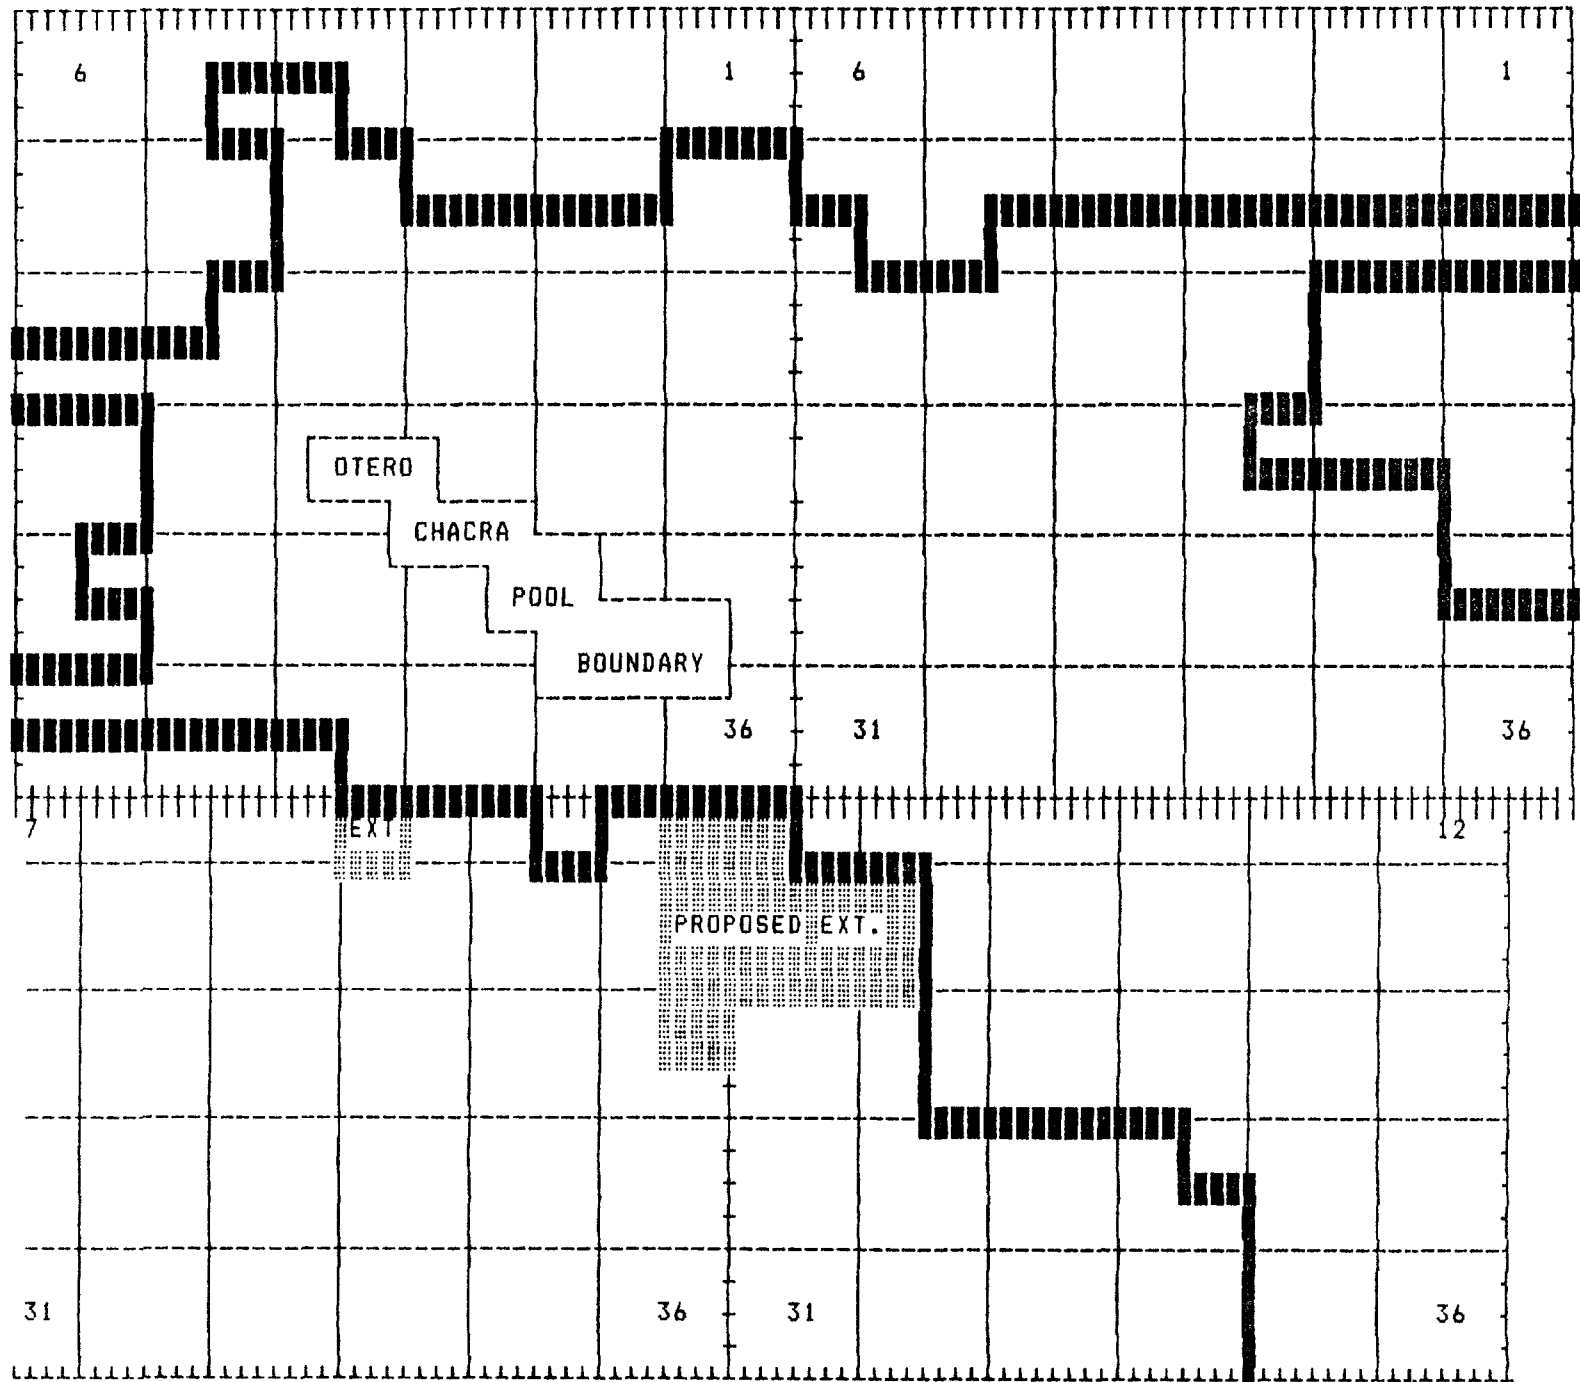 6 1 6 1
OTERO
CHACRA
POOL
BOUNDARY
36 31 36
7 EXT 12
PROPOSED EXT.
31 36 31 36